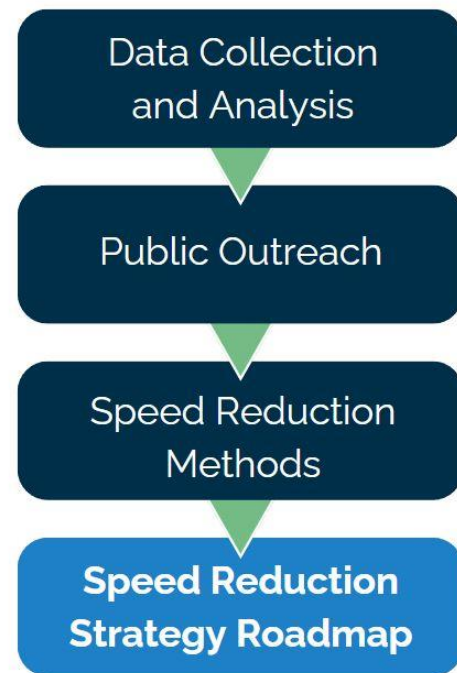 Data Collection
and Analysis
Public Outreach
Speed Reduction
Methods
Speed Reduction
Strategy Roadmap